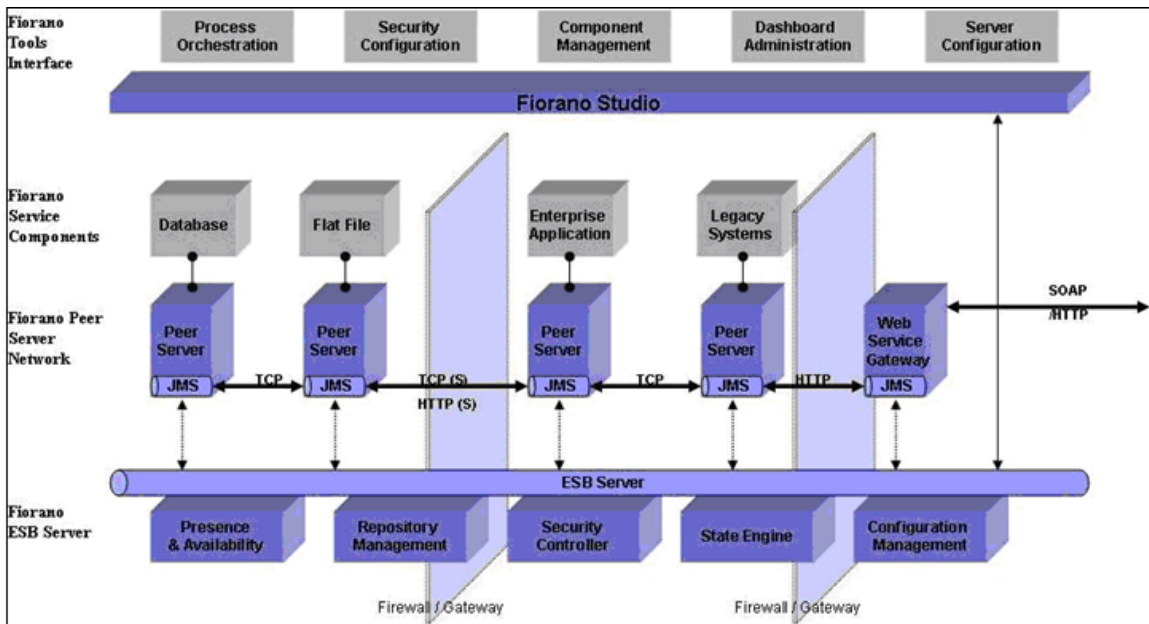 Fiorano
Tools
Interface
Process
Orchestration
Security
Configuration
Component
Management
Dashboard
Administration
Server
Configuration
Fiorano Studio
Fiorano
Service
Components
Database
Flat File
Enterprise
Application
Legacy
Systems
Fiorano Peer
Server
Network
Peer
Server
JMS
TCP
Peer
Server
JMS
TCP (S)
HTTP (S)
Peer
Server
JMS
TCP
Peer
Server
JMS
HTTP
Web
Service
Gateway
JMS
SOAP
/HTTP
ESB Server
Fiorano
ESB Server
Presence
& Availability
Repository
Management
Security
Controller
State Engine
Configuration
Management
Firewall / Gateway
Firewall / Gateway